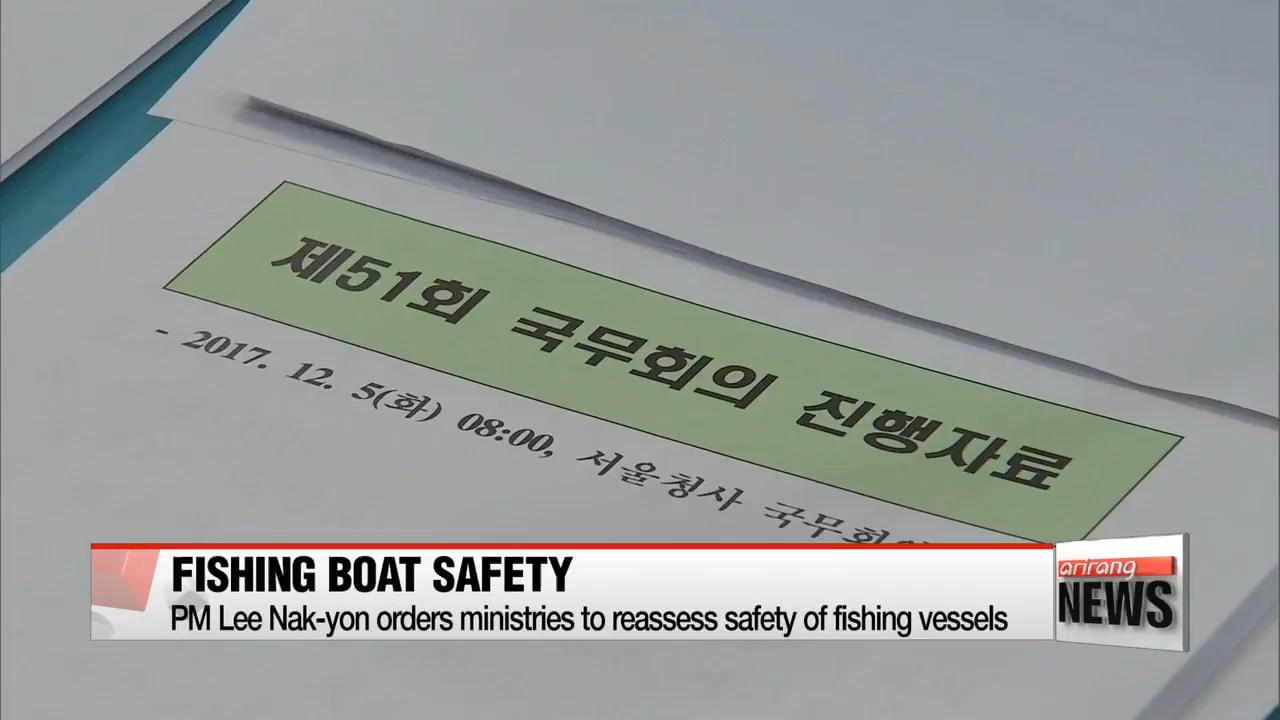 제51회 국무회의 진행자료
- 2017. 12. 5(화) 08:00, 서울청사 국무회
FISHING BOAT SAFETY
PM Lee Nak-yon orders ministries to reassess safety of fishing vessels
arirang
NEWS